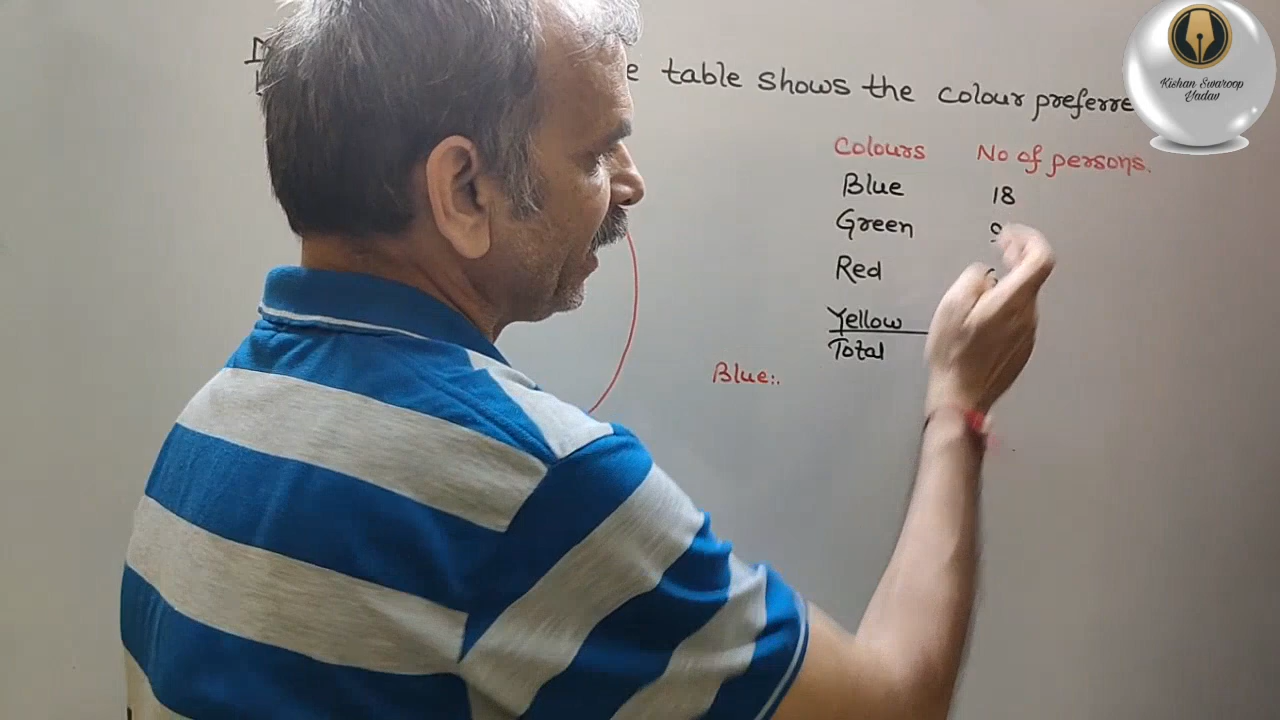 table shows the colour preferre
Colours No of persons.
Blue 18
Green 9
Red
Yellow
Total
Blue:.
Kishan Swaroop
Yadav